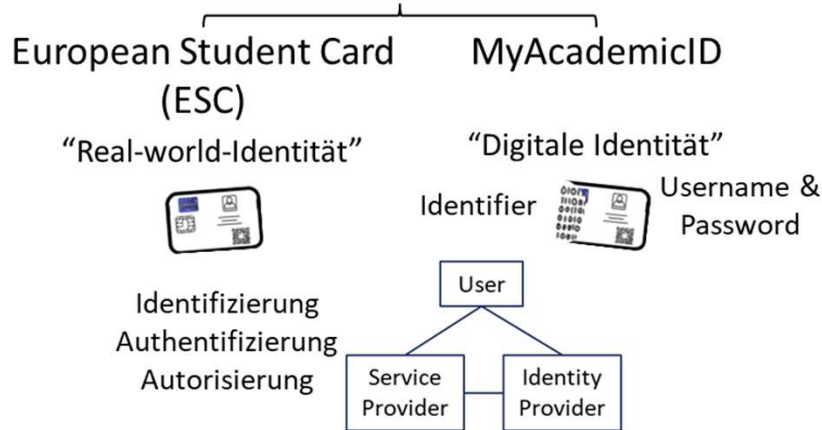 European Student Card
(ESC)
“Real-world-Identität”
Identifizierung
Authentifizierung
Autorisierung
MyAcademicID
“Digitale Identität”
Identifier
Username &
Password
User
Service
Provider
Identity
Provider